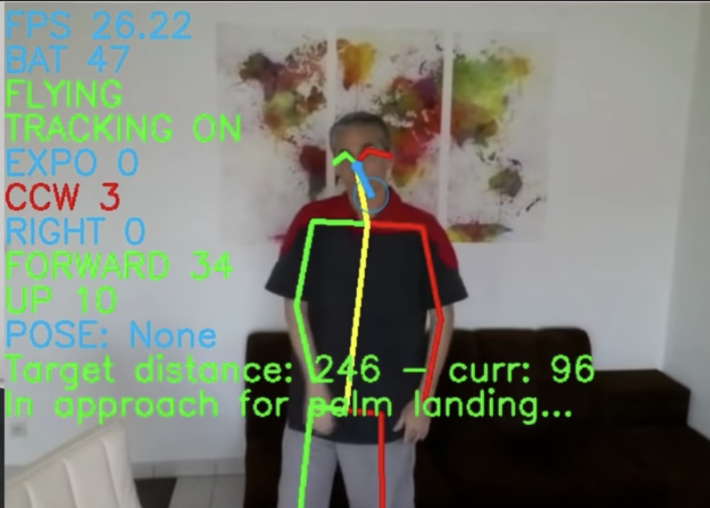 FPS 26.22
BAT 47
FLYING
TRACKING ON
EXPO 0
CCW 3
RIGHT 0
FORWARD 34
UP 10
POSE: None
Target distance: 246 - curr: 96
In approach for palm landing...